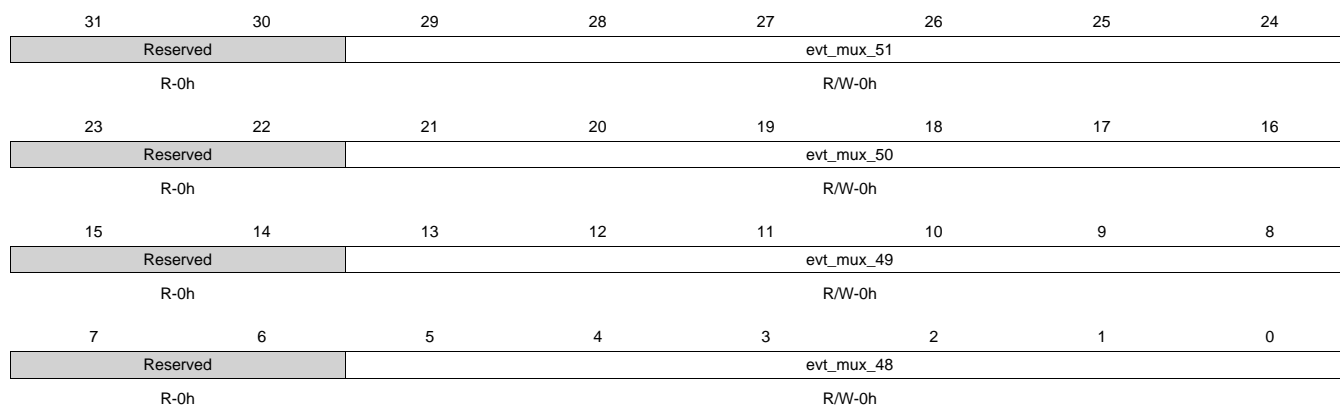 31 30 29 28 27 26 25 24
Reserved evt_mux_51
R-0h R/W-0h
23 22 21 20 19 18 17 16
Reserved evt_mux_50
R-0h R/W-0h
15 14 13 12 11 10 9 8
Reserved evt_mux_49
R-0h R/W-0h
7 6 5 4 3 2 1 0
Reserved evt_mux_48
R-0h R/W-0h